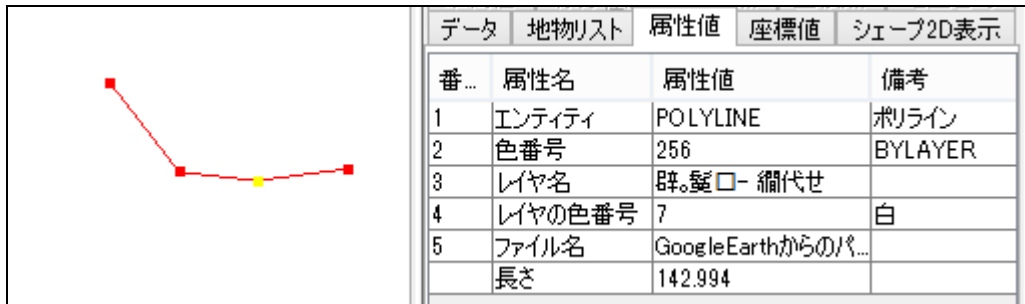 データ 地物リスト 属性値 座標値 シェープ2D表示
番... 属性名 属性値 備考
1 エンティティ POLYLINE ポリライン
2 色番号 256 BYLAYER
3 レイヤ名
4 レイヤの色番号 7 白
5 ファイル名 GoogleEarthからのパ...
長さ 142.994